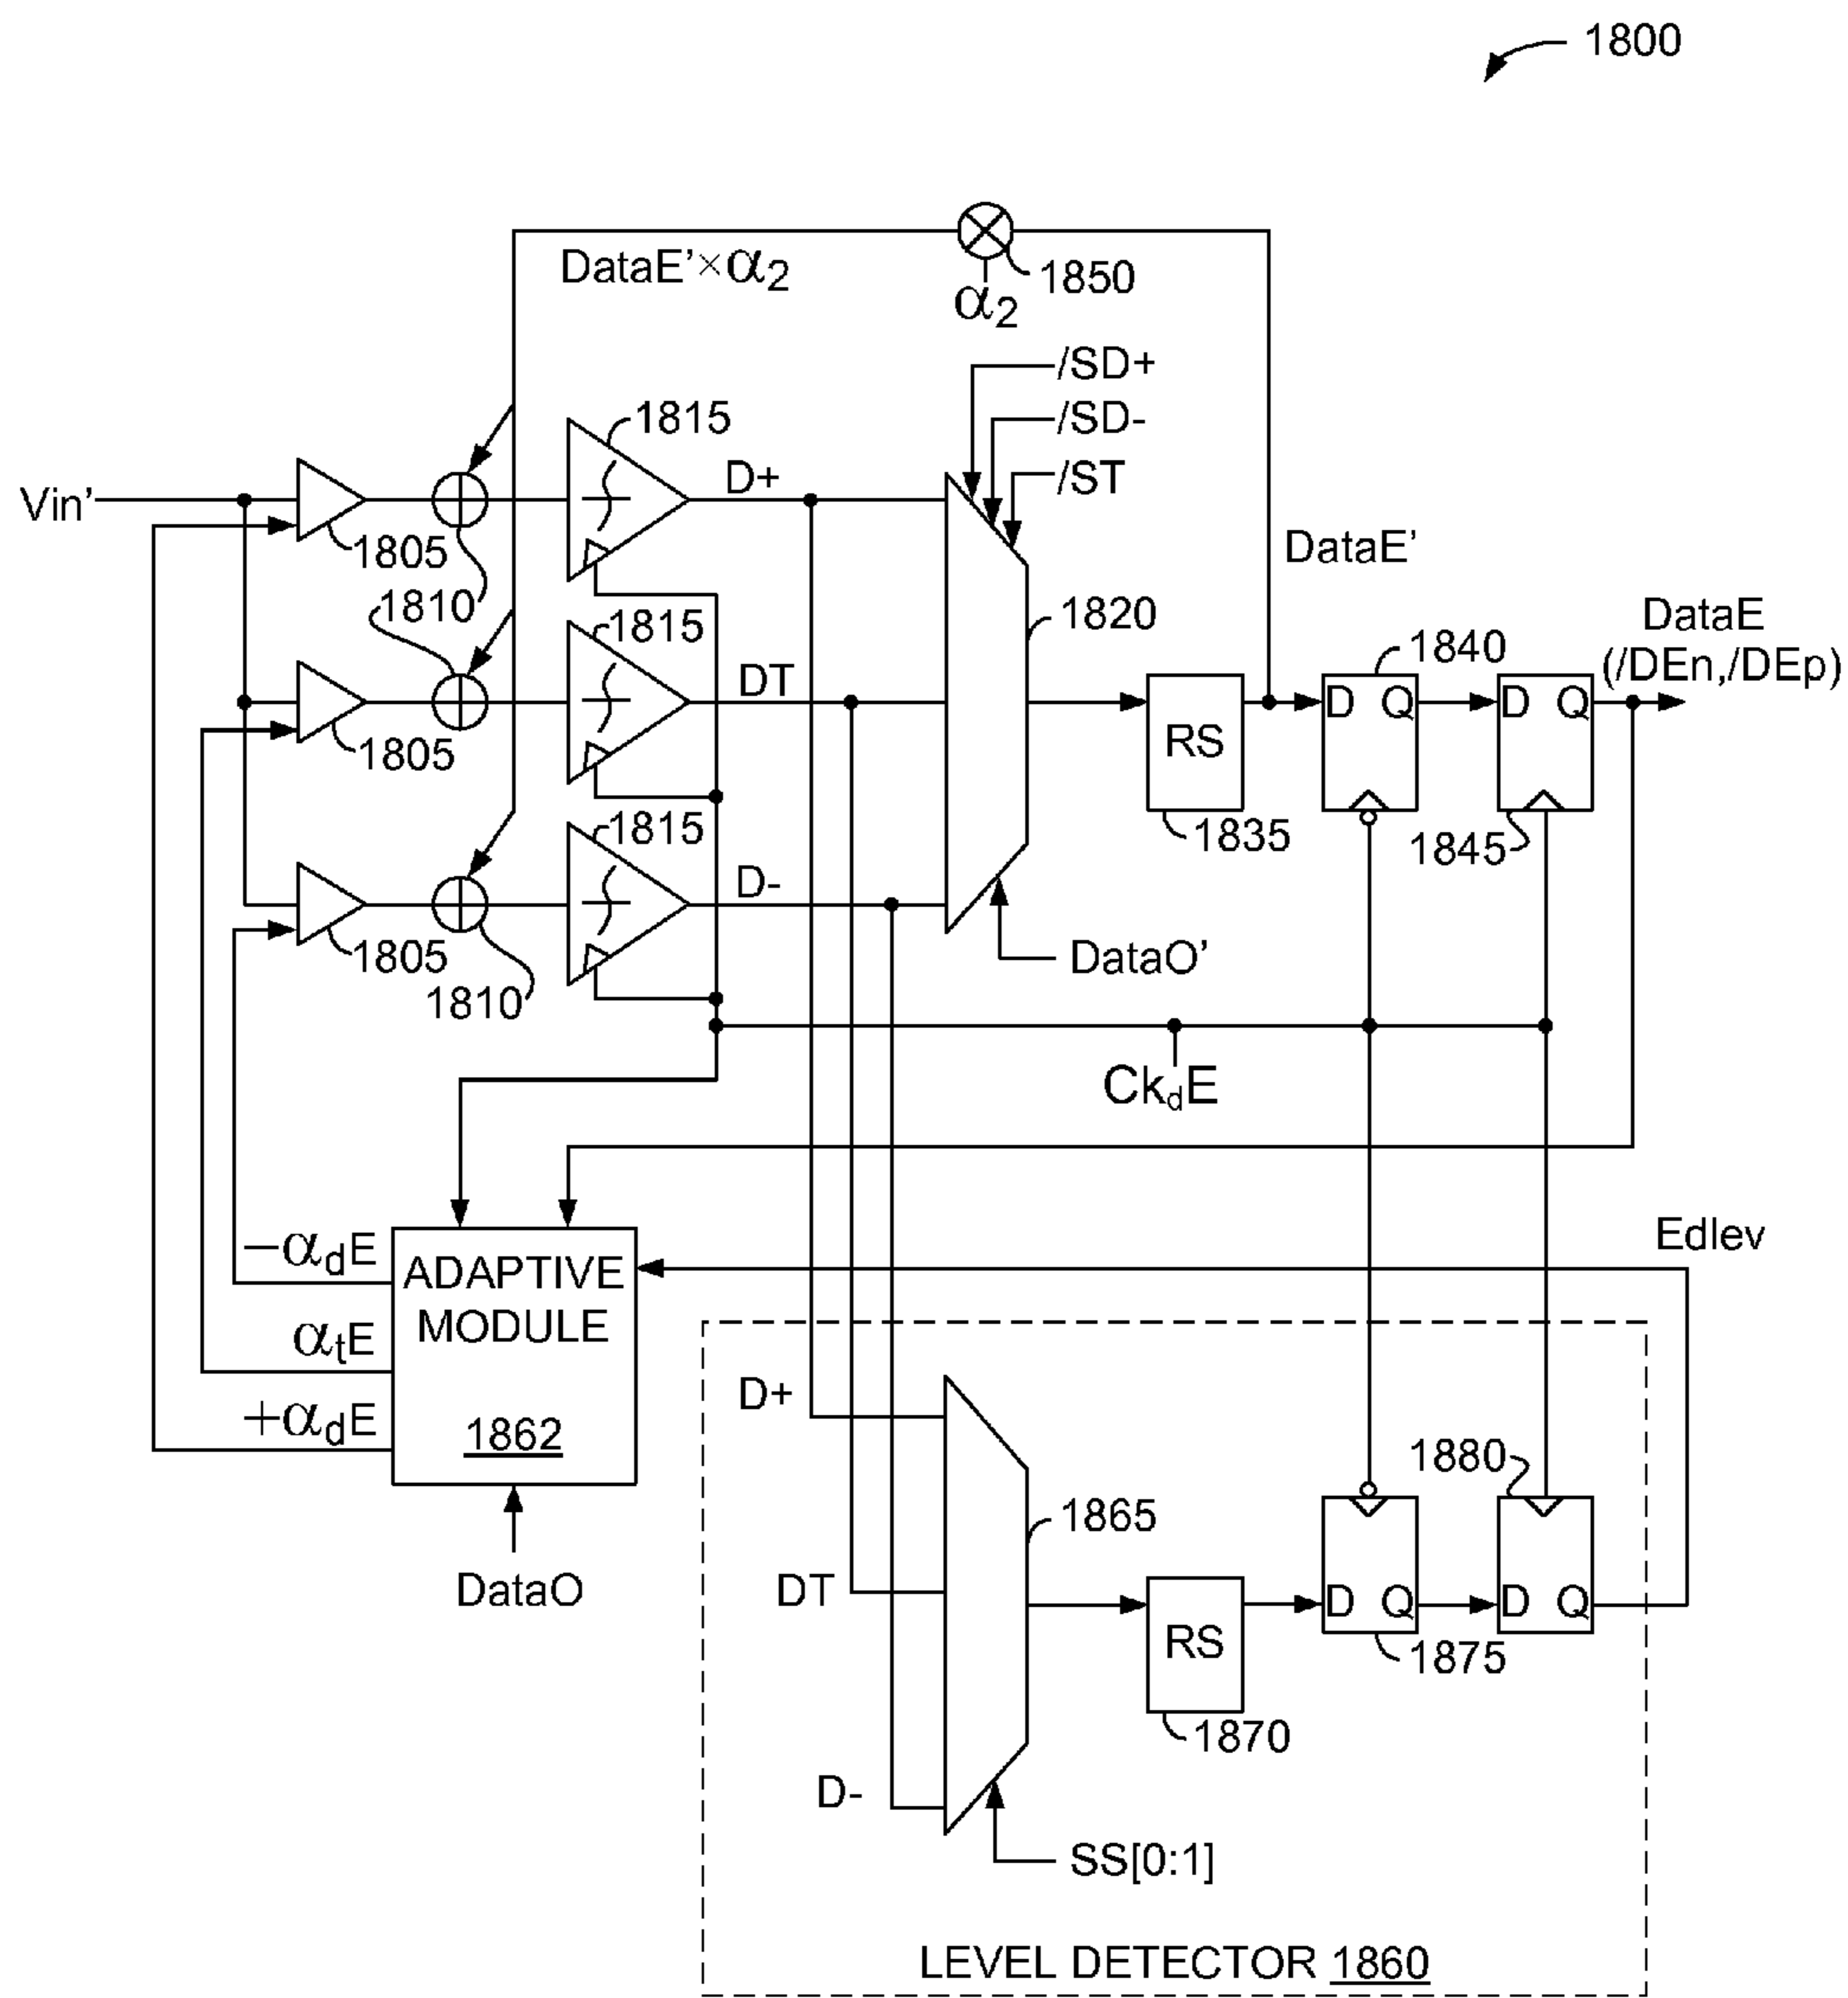 1800
DataE'×α2
1850
α2
/SD+
/SD-
/ST
1815
D+
Vin'
1805
DataE'
1810
1815
1820
DataE
(/DEn,/DEp)
1840
DT
D Q
D Q
RS
1805
1815
1835
1845
D-
1805
DataO'
1810
CkdE
Edlev
−αdE
ADAPTIVE
MODULE
αtE
D+
+αdE
1862
1880
1865
DataO
DT
D Q
D Q
RS
1875
1870
D-
SS[0:1]
LEVEL DETECTOR 1860